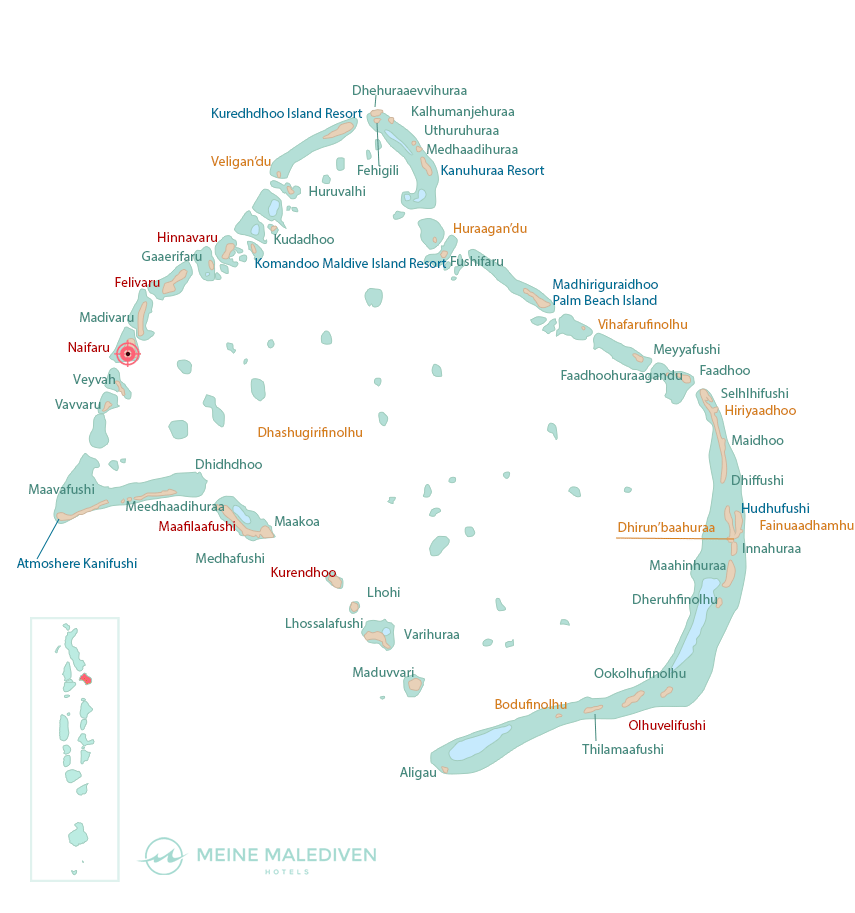 Dhehuraaevvihuraa
Kuredhdhoo Island Resort
Kalhumanjehuraa
Uthuruhuraa
Medhaadihuraa
Veligan’du
Fehigili
Kanuhuraa Resort
Huruvalhi
Huraagan’du
Hinnavaru
Kudadhoo
Gaaerifaru
Komandoo Maldive Island Resort
Fushifaru
Felivaru
Madhiriguraidhoo
Palm Beach Island
Madivaru
Vihafarufinolhu
Naifaru
Meyyafushi
Veyvah
Faadhoohuraagandu
Faadhoo
Selhlhifushi
Vavvaru
Hiriyaadhoo
Dhashugirifinolhu
Maidhoo
Dhidhdhoo
Dhiffushi
Maavafushi
Meedhaadihuraa
Hudhufushi
Maafilaafushi
Maakoa
Dhirun’baahuraa
Fainuaadhamhu
Innahuraa
Medhafushi
Atmoshere Kanifushi
Maahinhuraa
Kurendhoo
Lhohi
Dheruhfinolhu
Lhossalafushi
Varihuraa
Maduvvari
Ookolhufinolhu
Bodufinolhu
Olhuvelifushi
Thilamaafushi
Aligau
MEINE MALEDIVEN
HOTELS